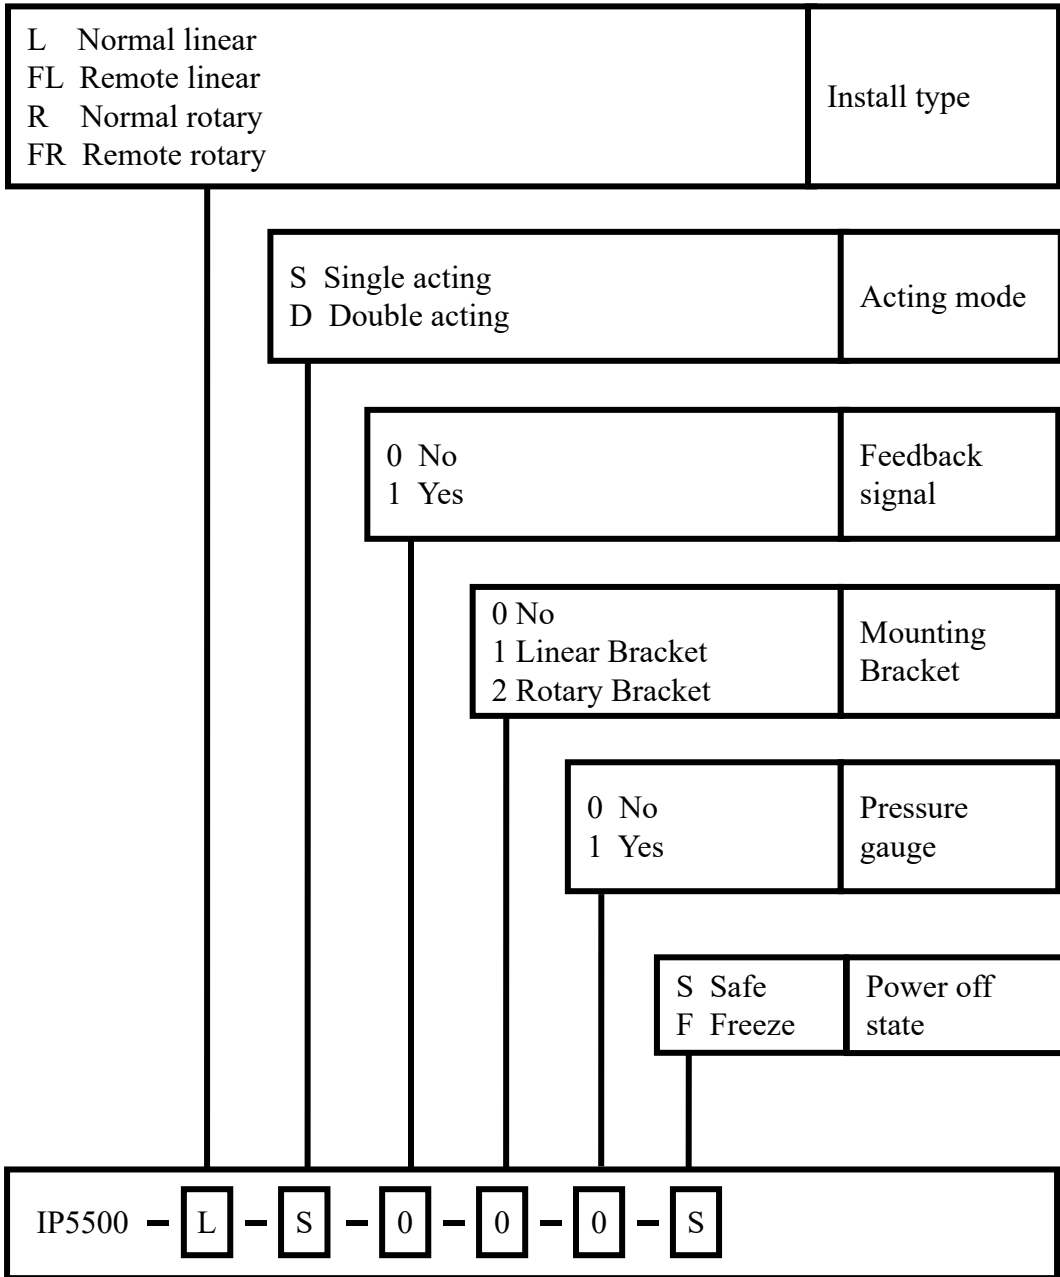 L Normal linear
FL Remote linear
R Normal rotary
FR Remote rotary
Install type
S Single acting
D Double acting
Acting mode
0 No
1 Yes
Feedback
signal
0 No
1 Linear Bracket
2 Rotary Bracket
Mounting
Bracket
0 No
1 Yes
Pressure
gauge
S Safe
F Freeze
Power off
state
IP5500 - L - S - 0 - 0 - 0 - S